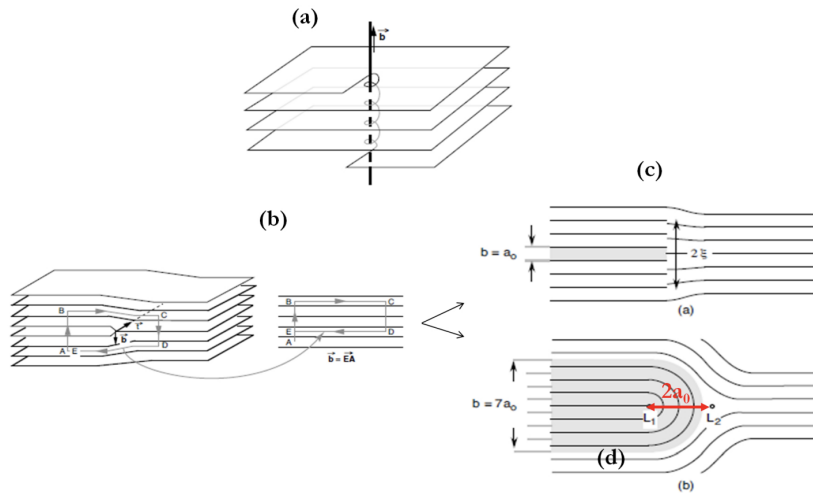 (a)
b
(c)
(b)
b = a₀
2 ξ
(a)
B
C
l
b
A
E
D
B
C
E
D
A
b = EA
b = 7a₀
2a₀
L₁
L₂
(d)
(b)